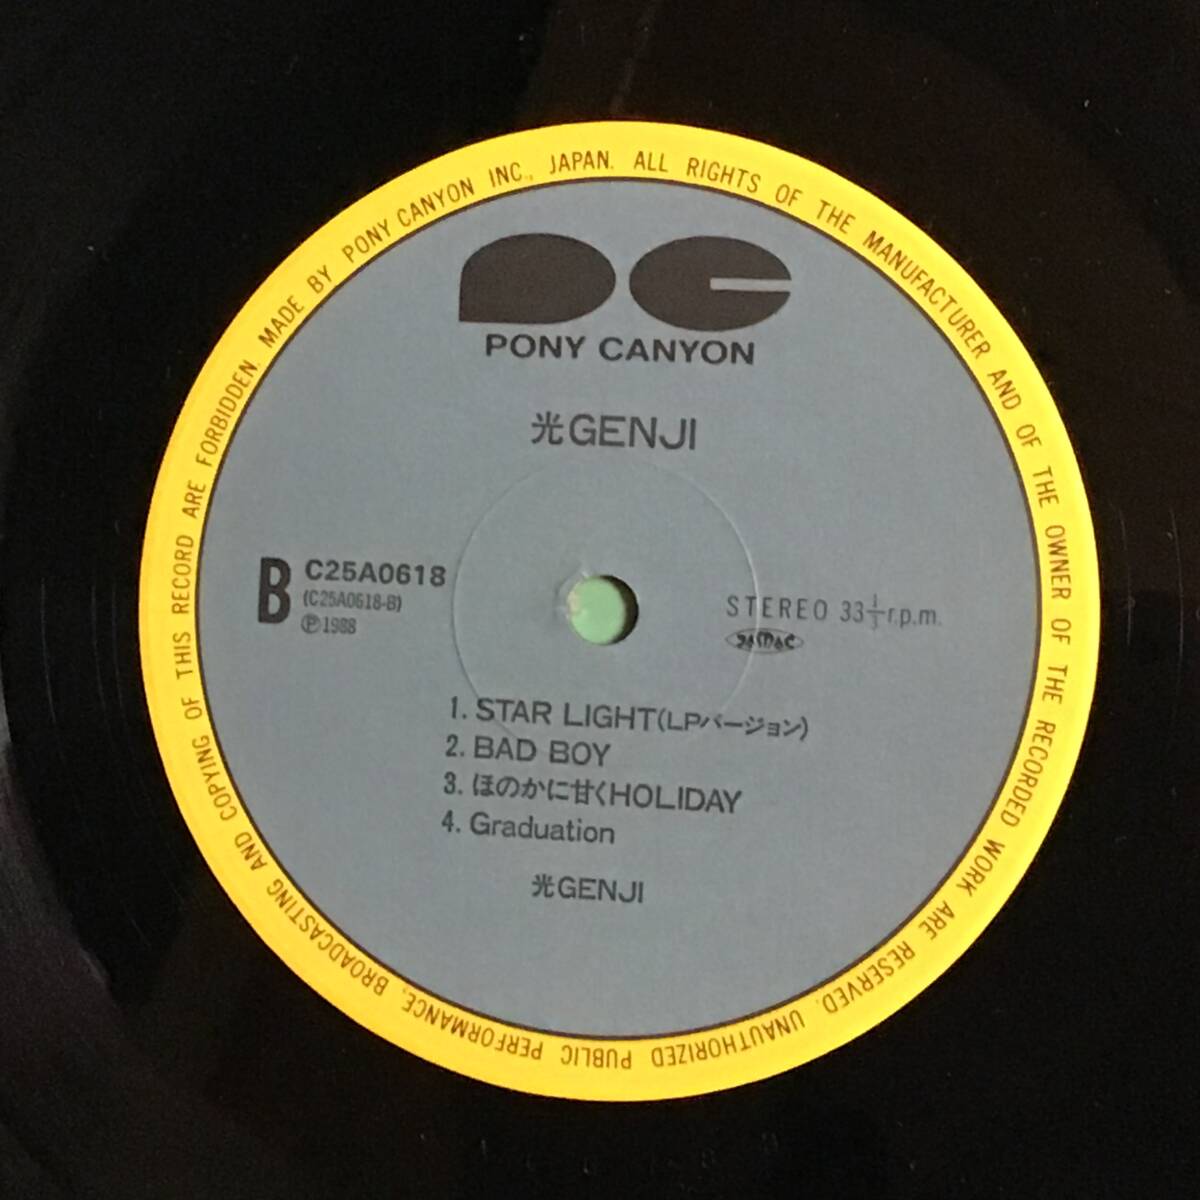 MADE BY PONY CANYON INC., JAPAN. ALL RIGHTS OF THE MANUFACTURER AND OF THE OWNER OF THE RECORDED WORK ARE RESERVED. UNAUTHORIZED PUBLIC PERFORMANCE, BROADCASTING AND COPYING OF THIS RECORD ARE FORBIDDEN.
PC
PONY CANYON
光GENJI
B C25A0618
(C25A0618-B)
Ⓟ1988
STEREO 33⅓r.p.m.
JASRAC
1. STAR LIGHT(LPバージョン)
2. BAD BOY
3. ほのかに甘くHOLIDAY
4. Graduation
光GENJI